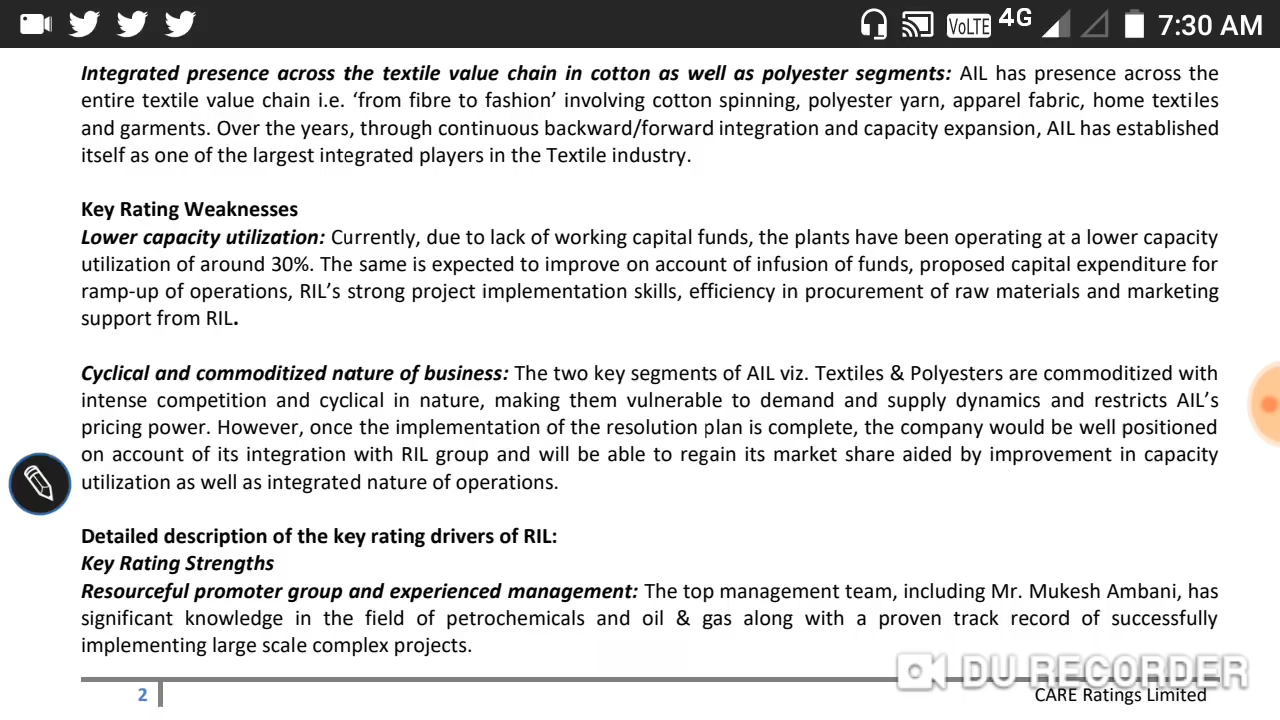 VoLTE 4G 7:30 AM
Integrated presence across the textile value chain in cotton as well as polyester segments: AIL has presence across the
entire textile value chain i.e. ‘from fibre to fashion’ involving cotton spinning, polyester yarn, apparel fabric, home textiles
and garments. Over the years, through continuous backward/forward integration and capacity expansion, AIL has established
itself as one of the largest integrated players in the Textile industry.
Key Rating Weaknesses
Lower capacity utilization: Currently, due to lack of working capital funds, the plants have been operating at a lower capacity
utilization of around 30%. The same is expected to improve on account of infusion of funds, proposed capital expenditure for
ramp-up of operations, RIL’s strong project implementation skills, efficiency in procurement of raw materials and marketing
support from RIL.
Cyclical and commoditized nature of business: The two key segments of AIL viz. Textiles & Polyesters are commoditized with
intense competition and cyclical in nature, making them vulnerable to demand and supply dynamics and restricts AIL’s
pricing power. However, once the implementation of the resolution plan is complete, the company would be well positioned
on account of its integration with RIL group and will be able to regain its market share aided by improvement in capacity
utilization as well as integrated nature of operations.
Detailed description of the key rating drivers of RIL:
Key Rating Strengths
Resourceful promoter group and experienced management: The top management team, including Mr. Mukesh Ambani, has
significant knowledge in the field of petrochemicals and oil & gas along with a proven track record of successfully
implementing large scale complex projects.
DU RECORDER
2 CARE Ratings Limited